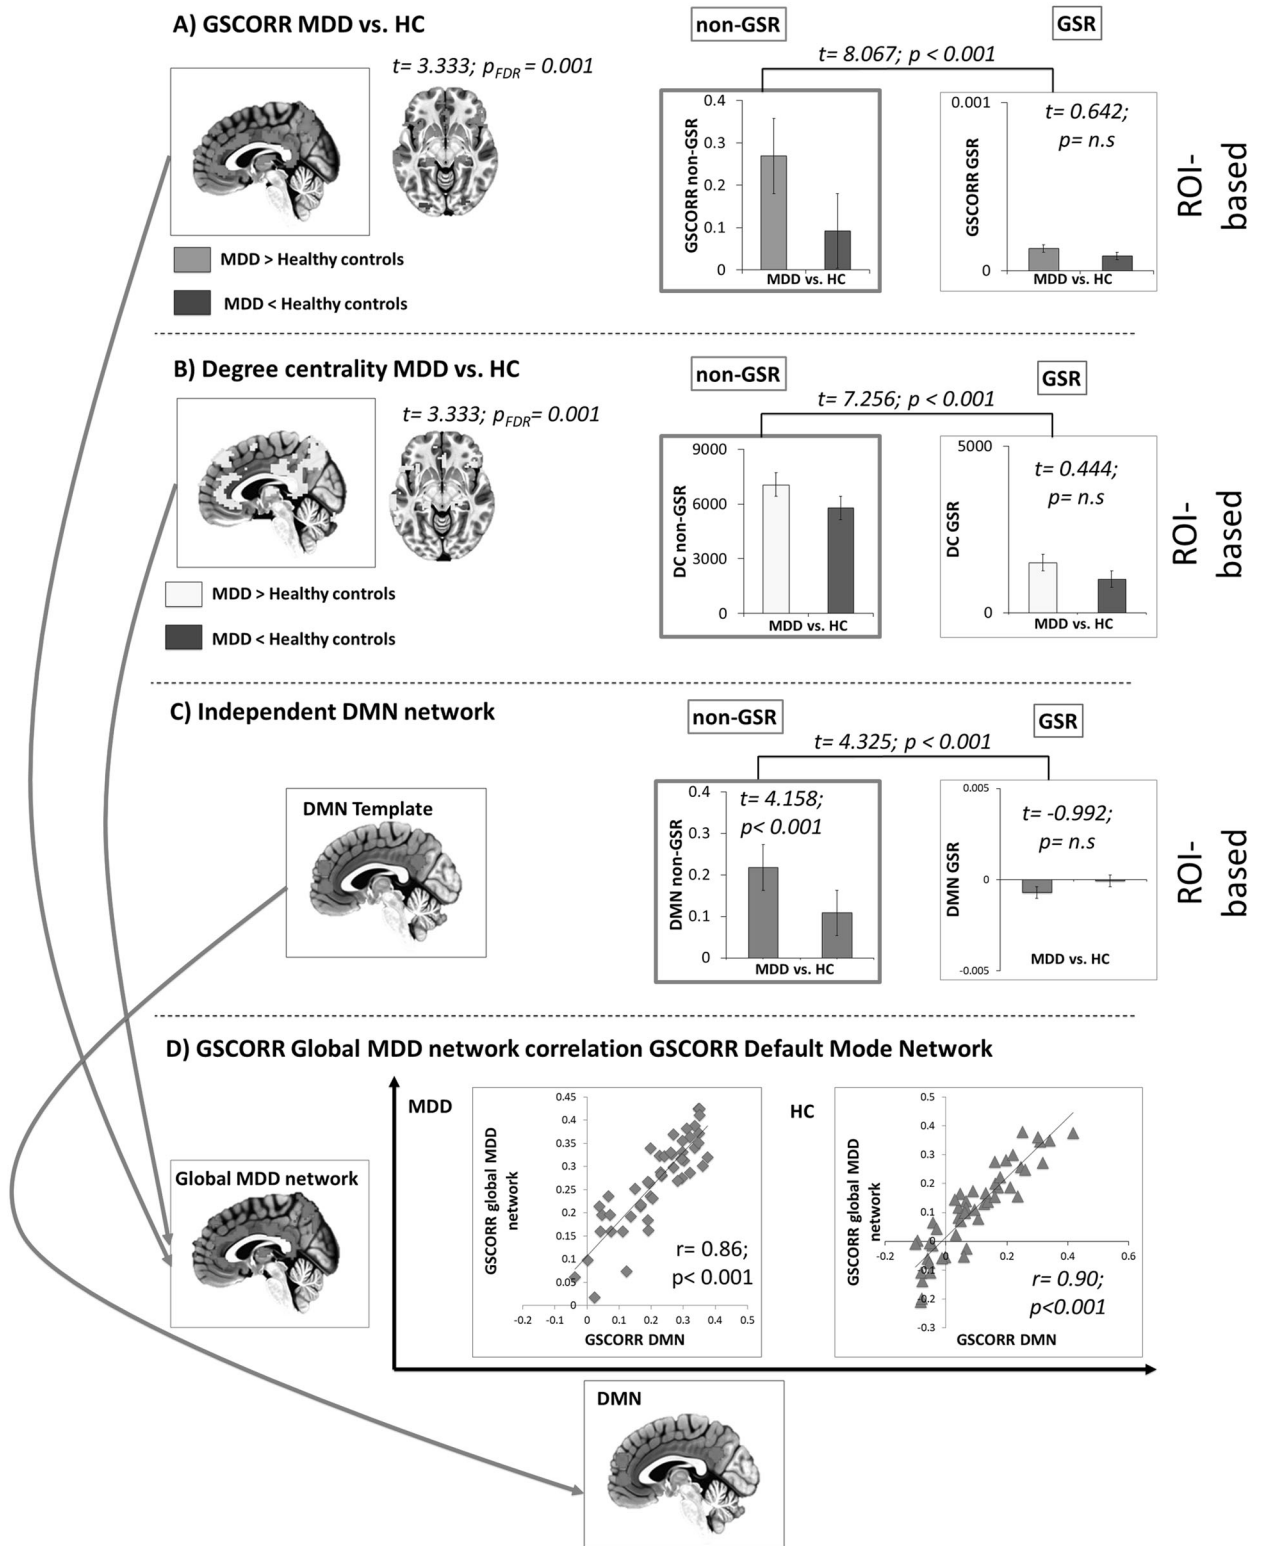 A) GSCORR MDD vs. HC
non-GSR
GSR
t= 3.333; pFDR = 0.001
t= 8.067; p < 0.001
GSCORR non-GSR
0.4
0.3
0.2
0.1
0
MDD vs. HC
GSCORR GSR
0.001
0
t= 0.642;
p= n.s
MDD vs. HC
ROI-
based
MDD > Healthy controls
MDD < Healthy controls
B) Degree centrality MDD vs. HC
non-GSR
GSR
t= 3.333; pFDR= 0.001
t= 7.256; p < 0.001
DC non-GSR
9000
6000
3000
0
MDD vs. HC
DC GSR
5000
0
t= 0.444;
p= n.s
MDD vs. HC
ROI-
based
MDD > Healthy controls
MDD < Healthy controls
C) Independent DMN network
non-GSR
GSR
t= 4.325; p < 0.001
DMN Template
DMN non-GSR
0.4
0.3
0.2
0.1
0
t= 4.158;
p< 0.001
MDD vs. HC
DMN GSR
0.005
0
-0.005
t= -0.992;
p= n.s
MDD vs. HC
ROI-
based
D) GSCORR Global MDD network correlation GSCORR Default Mode Network
Global MDD network
MDD
GSCORR global MDD
network
0.45
0.4
0.35
0.3
0.25
0.2
0.15
0.1
0.05
0
-0.2 -0.1 0 0.1 0.2 0.3 0.4 0.5
GSCORR DMN
r= 0.86;
p< 0.001
HC
GSCORR global MDD
network
0.5
0.4
0.3
0.2
0.1
0
-0.1
-0.2
-0.3
-0.2 0 0.2 0.4 0.6
GSCORR DMN
r= 0.90;
p<0.001
DMN